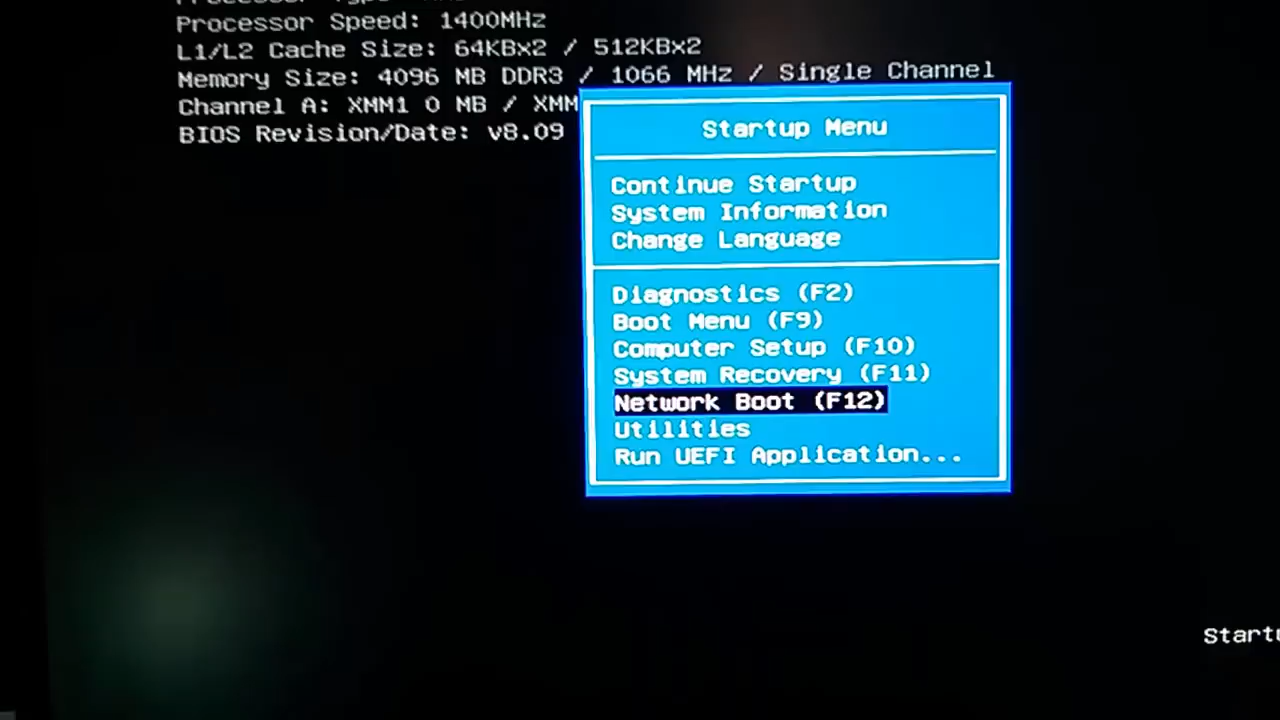 Processor
Processor Speed: 1400MHz
L1/L2 Cache Size: 64KBx2 / 512KBx2
Memory Size: 4096 MB DDR3 / 1066 MHz / Single Channel
Channel A: XMM1 0 MB / XMM
BIOS Revision/Date: v8.09
Startup Menu
Continue Startup
System Information
Change Language
Diagnostics (F2)
Boot Menu (F9)
Computer Setup (F10)
System Recovery (F11)
Network Boot (F12)
Utilities
Run UEFI Application...
Start